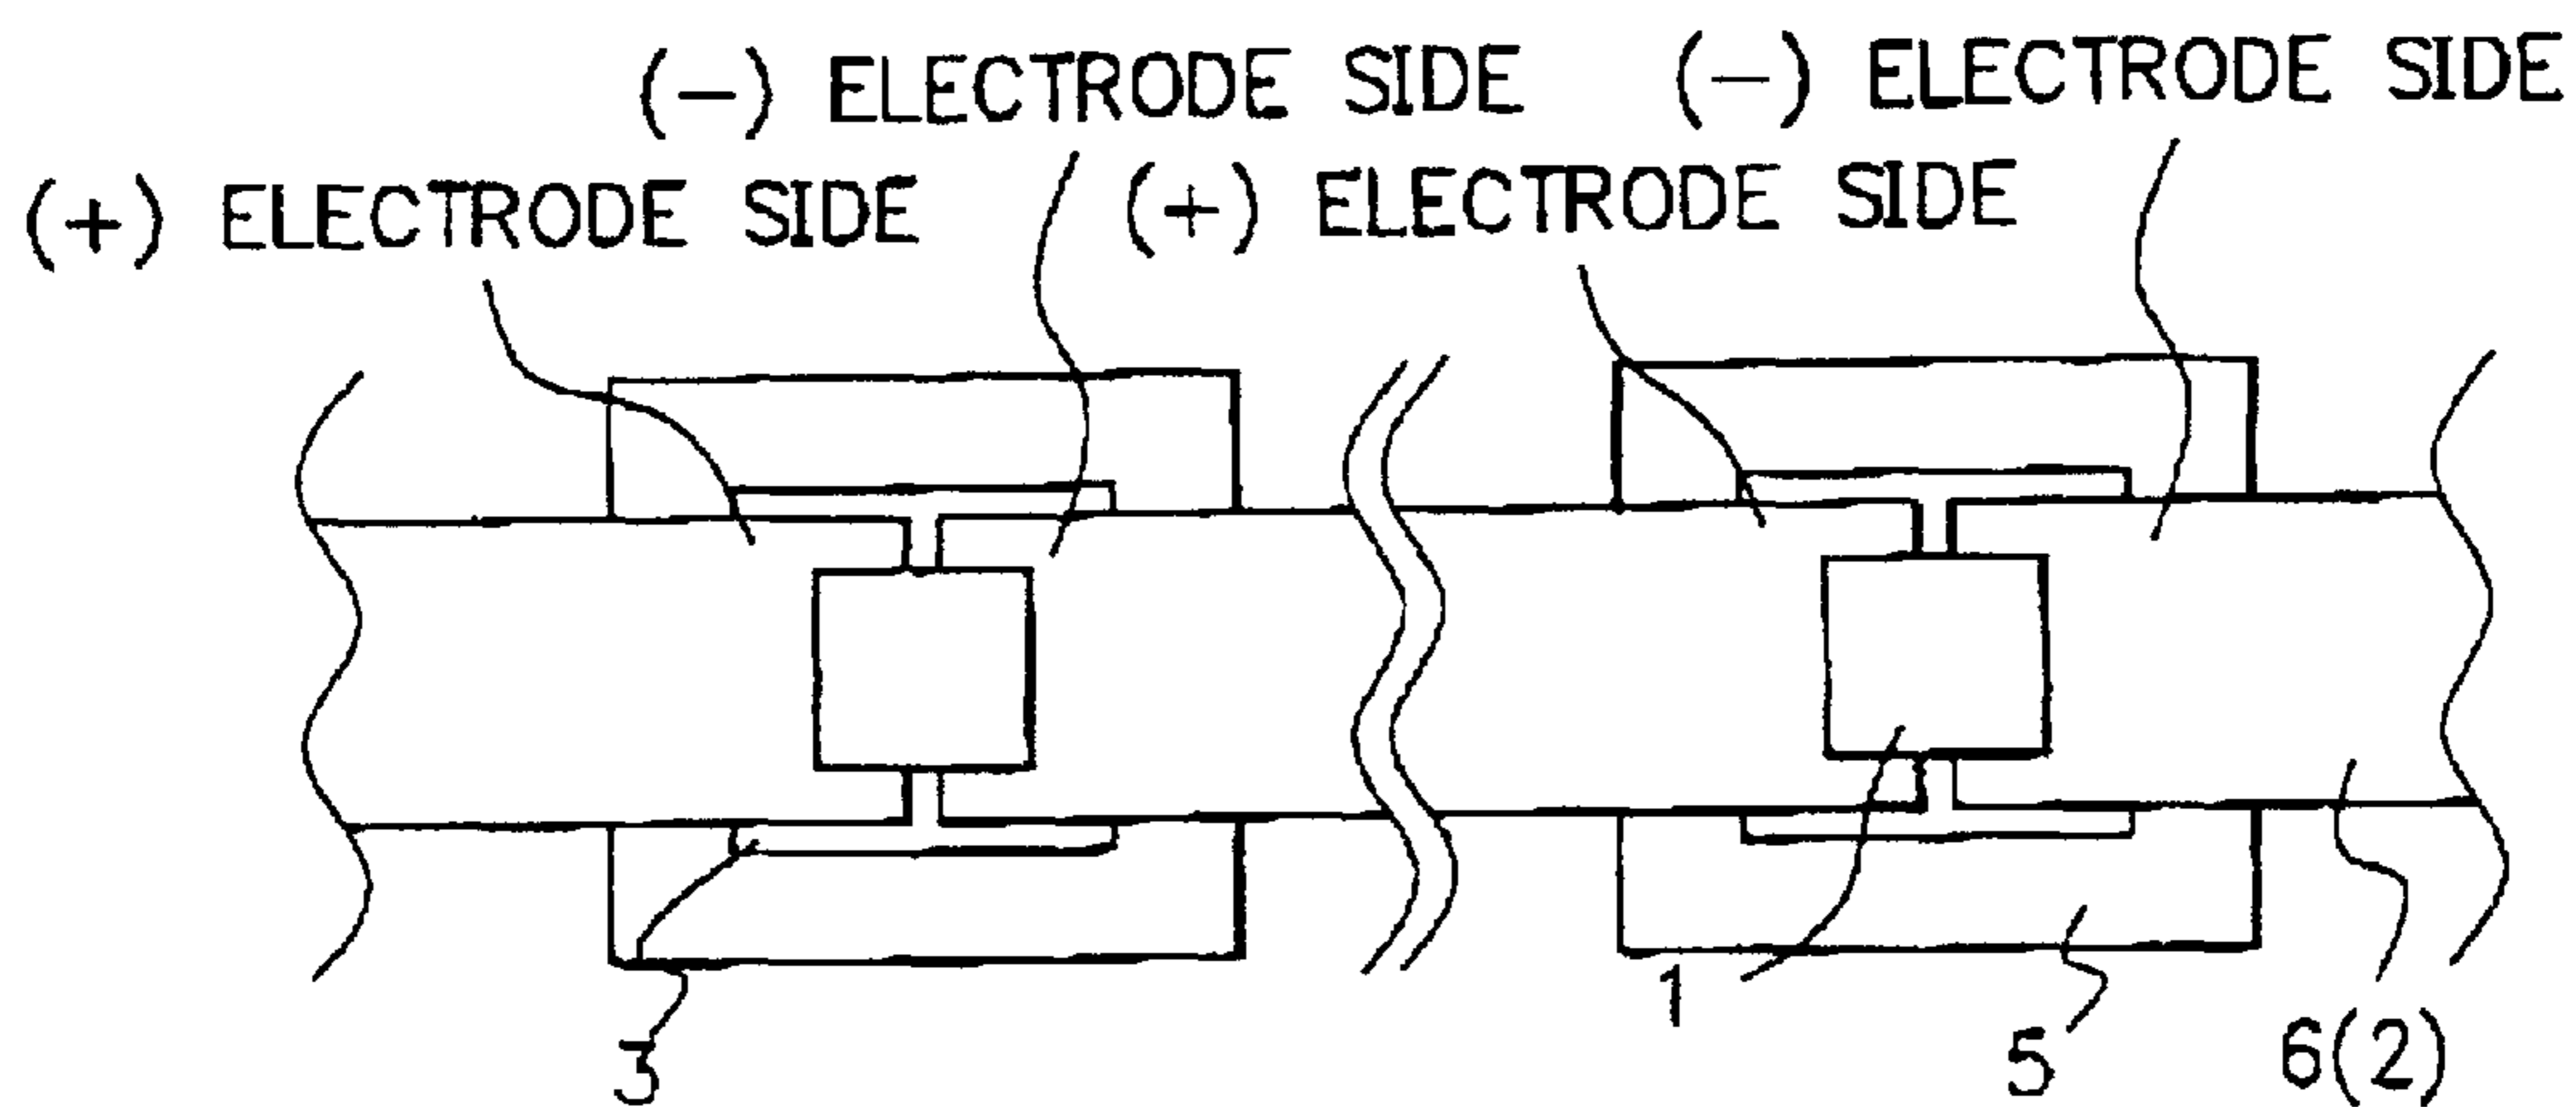 (-) ELECTRODE SIDE (-) ELECTRODE SIDE
(+) ELECTRODE SIDE (+) ELECTRODE SIDE
1
3 5 6(2)